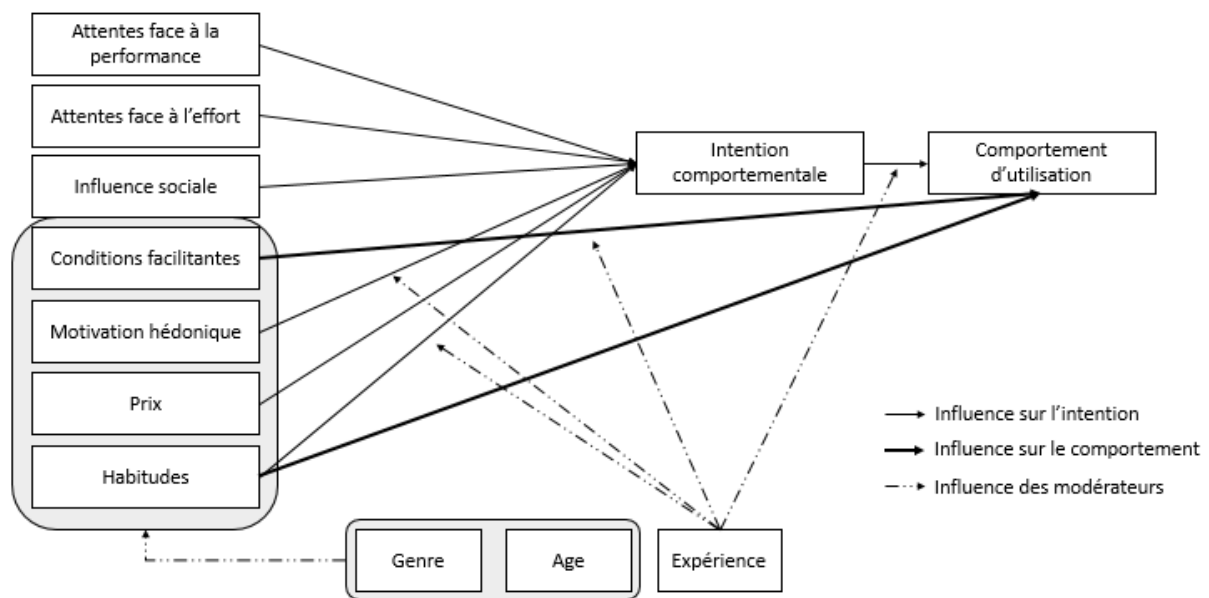 Attentes face à la
performance
Attentes face à l'effort
Influence sociale
Conditions facilitantes
Motivation hédonique
Prix
Habitudes
Intention
comportementale
Comportement
d'utilisation
Influence sur l'intention
Influence sur le comportement
Influence des modérateurs
Genre
Age
Expérience